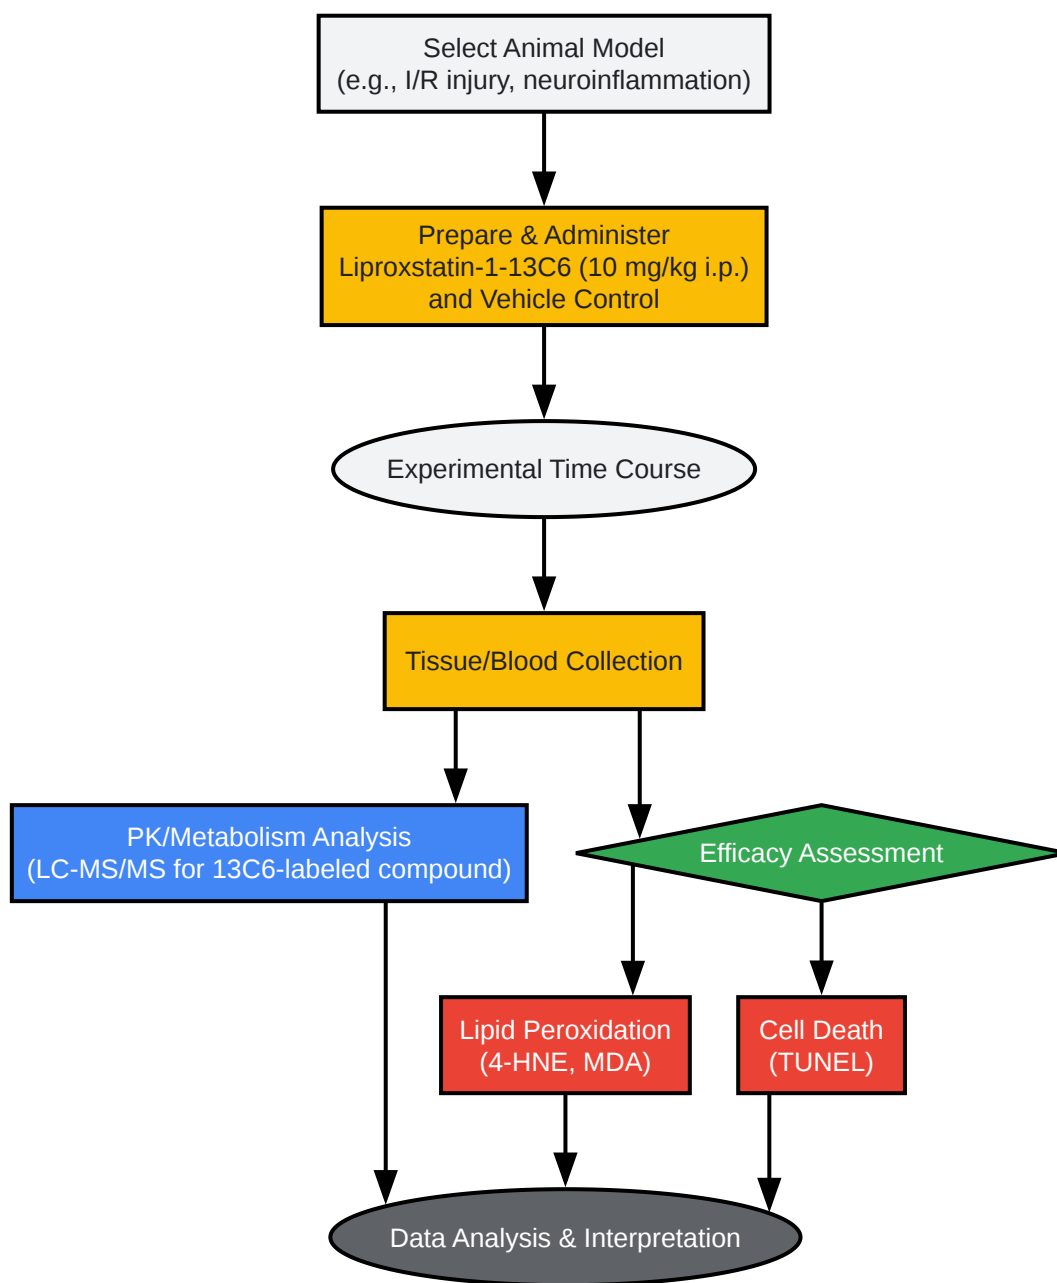 Select Animal Model
(e.g., I/R injury, neuroinflammation)
Prepare & Administer
Liproxstatin-1-13C6 (10 mg/kg i.p.)
and Vehicle Control
Experimental Time Course
Tissue/Blood Collection
PK/Metabolism Analysis
(LC-MS/MS for 13C6-labeled compound)
Efficacy Assessment
Lipid Peroxidation
(4-HNE, MDA)
Cell Death
(TUNEL)
Data Analysis & Interpretation